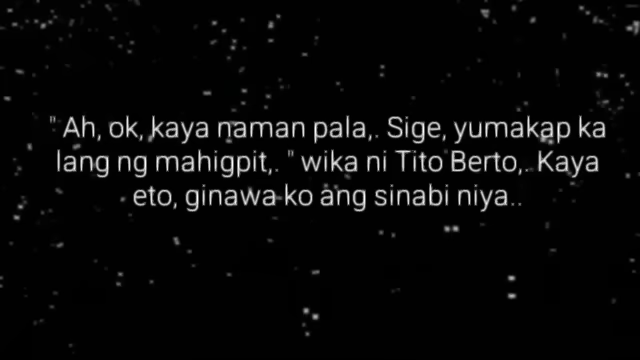 " Ah, ok, kaya naman pala,. Sige, yumakap ka
lang ng mahigpit,. " wika ni Tito Berto,. Kaya
eto, ginawa ko ang sinabi niya..